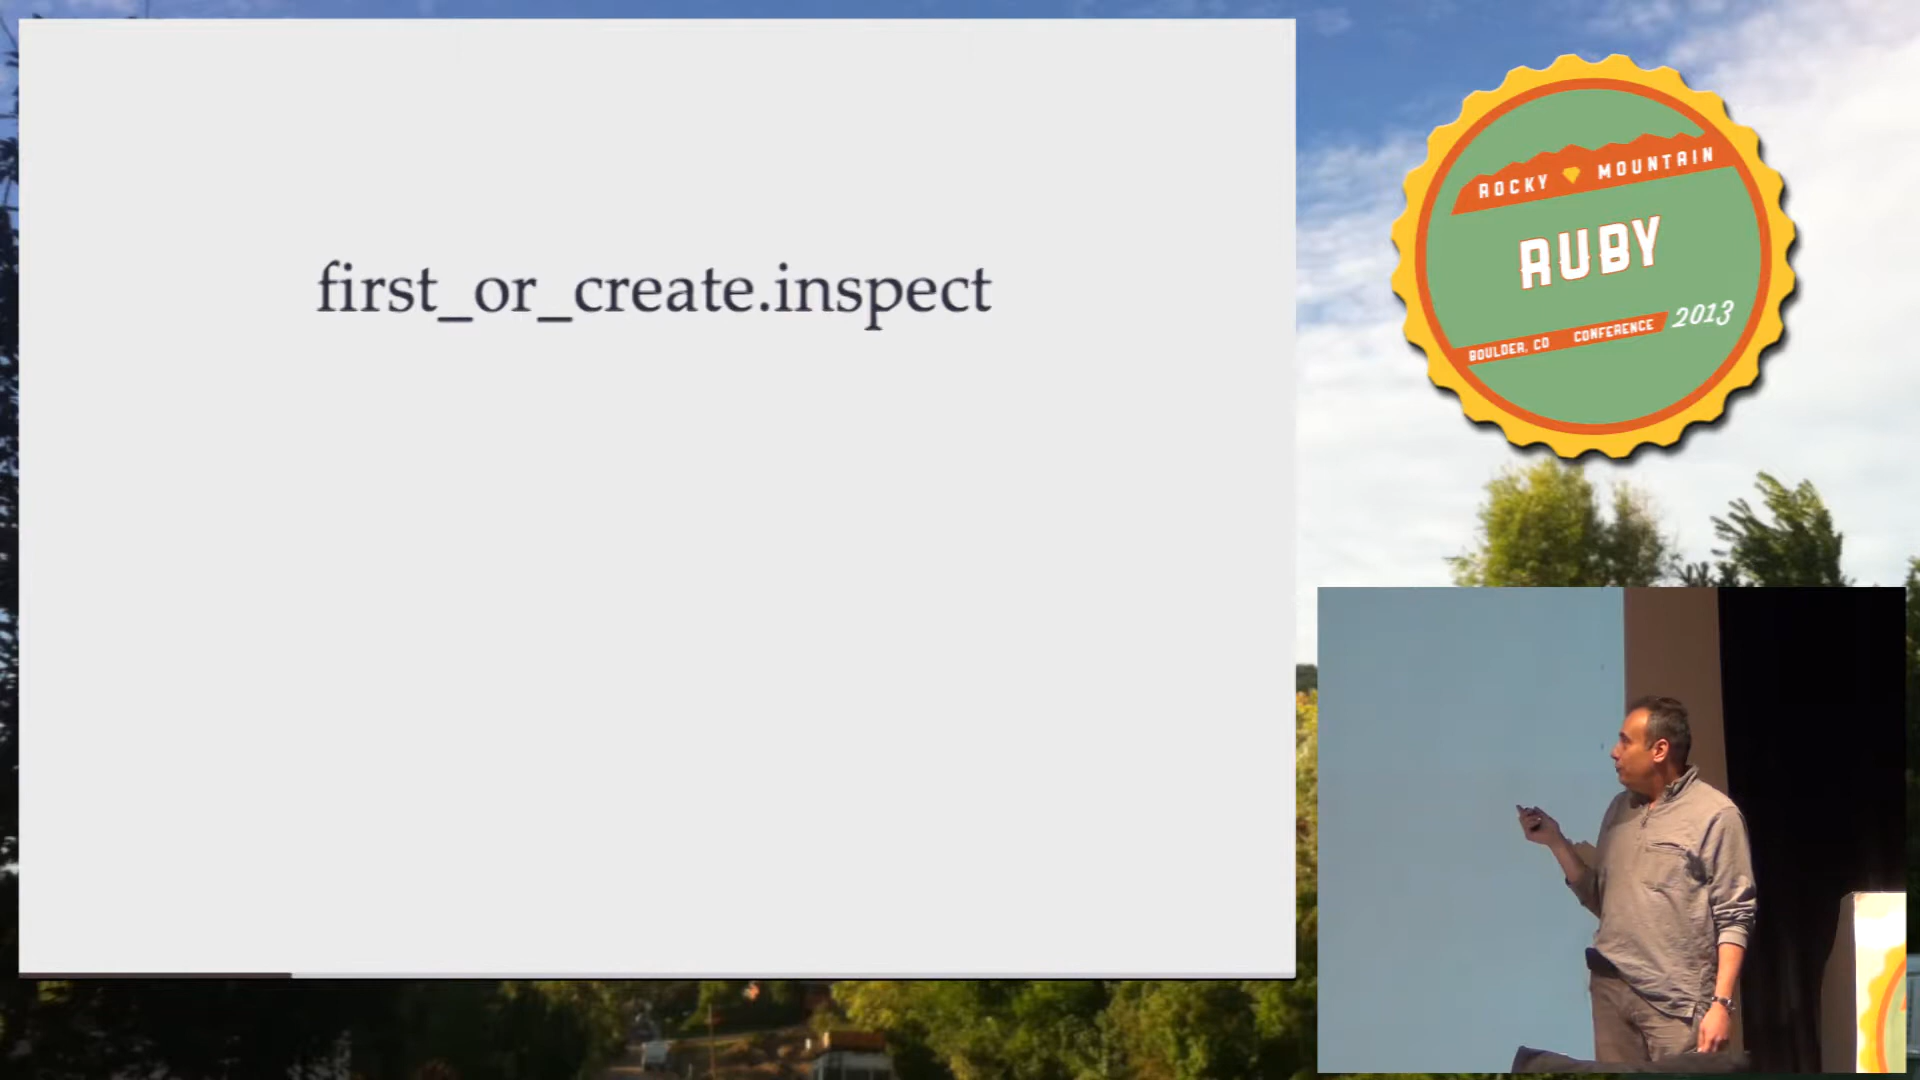 first_or_create.inspect
ROCKY MOUNTAIN
RUBY
BOULDER, CO CONFERENCE 2013